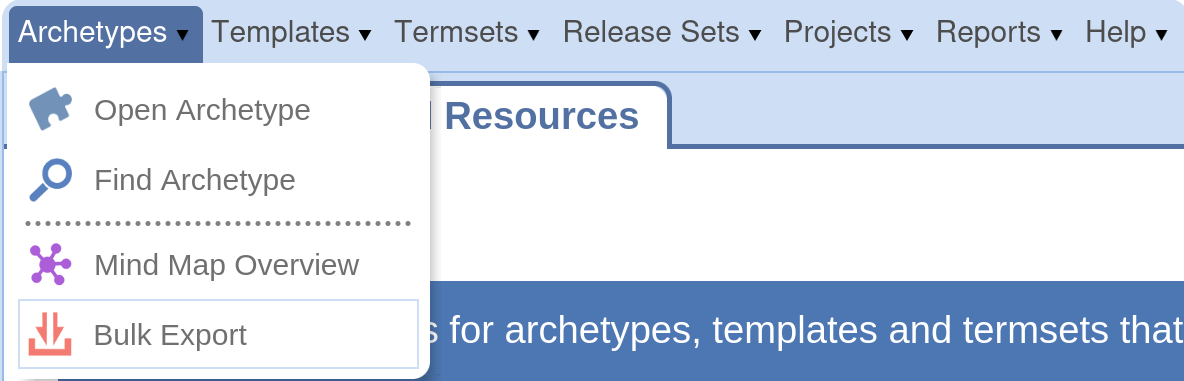 Archetypes Templates Termsets Release Sets Projects Reports Help
Open Archetype
Resources
Find Archetype
Mind Map Overview
Bulk Export
for archetypes, templates and termsets that